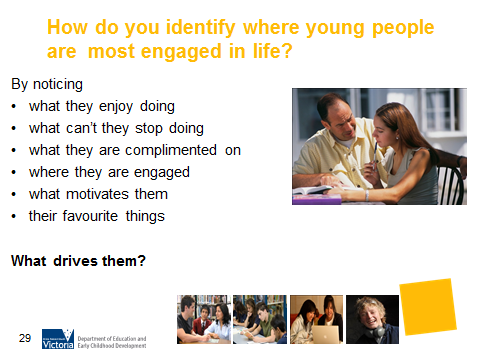 How do you identify where young people
are most engaged in life?
By noticing
• what they enjoy doing
• what can't they stop doing
• what they are complimented on
• where they are engaged
• what motivates them
• their favourite things
What drives them?
29
Victoria
Department of Education and
Early Childhood Development